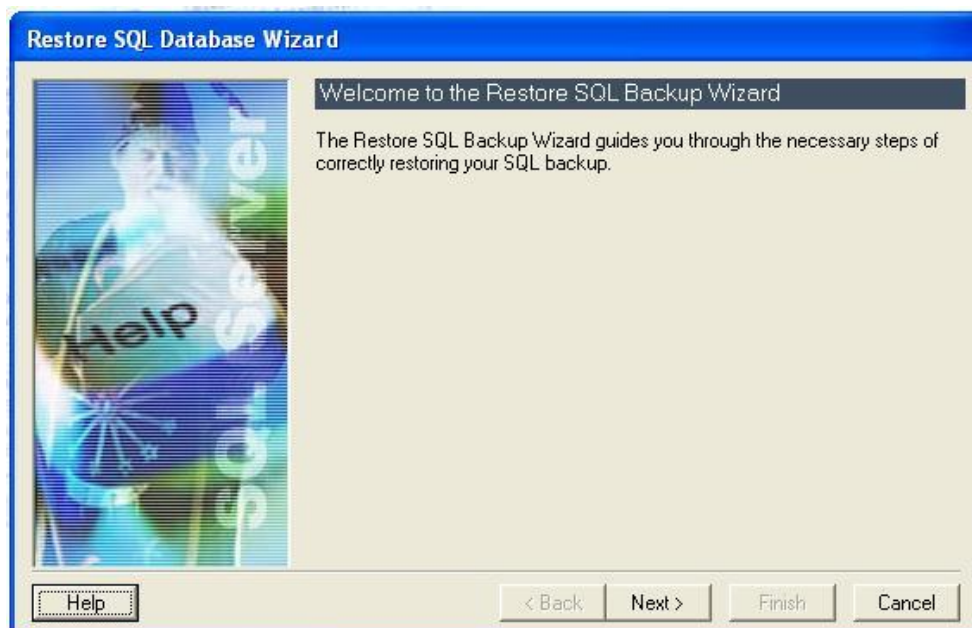 Restore SQL Database Wizard
Welcome to the Restore SQL Backup Wizard
The Restore SQL Backup Wizard guides you through the necessary steps of
correctly restoring your SQL backup.
Help
SQL Server
Help
< Back
Next >
Finish
Cancel